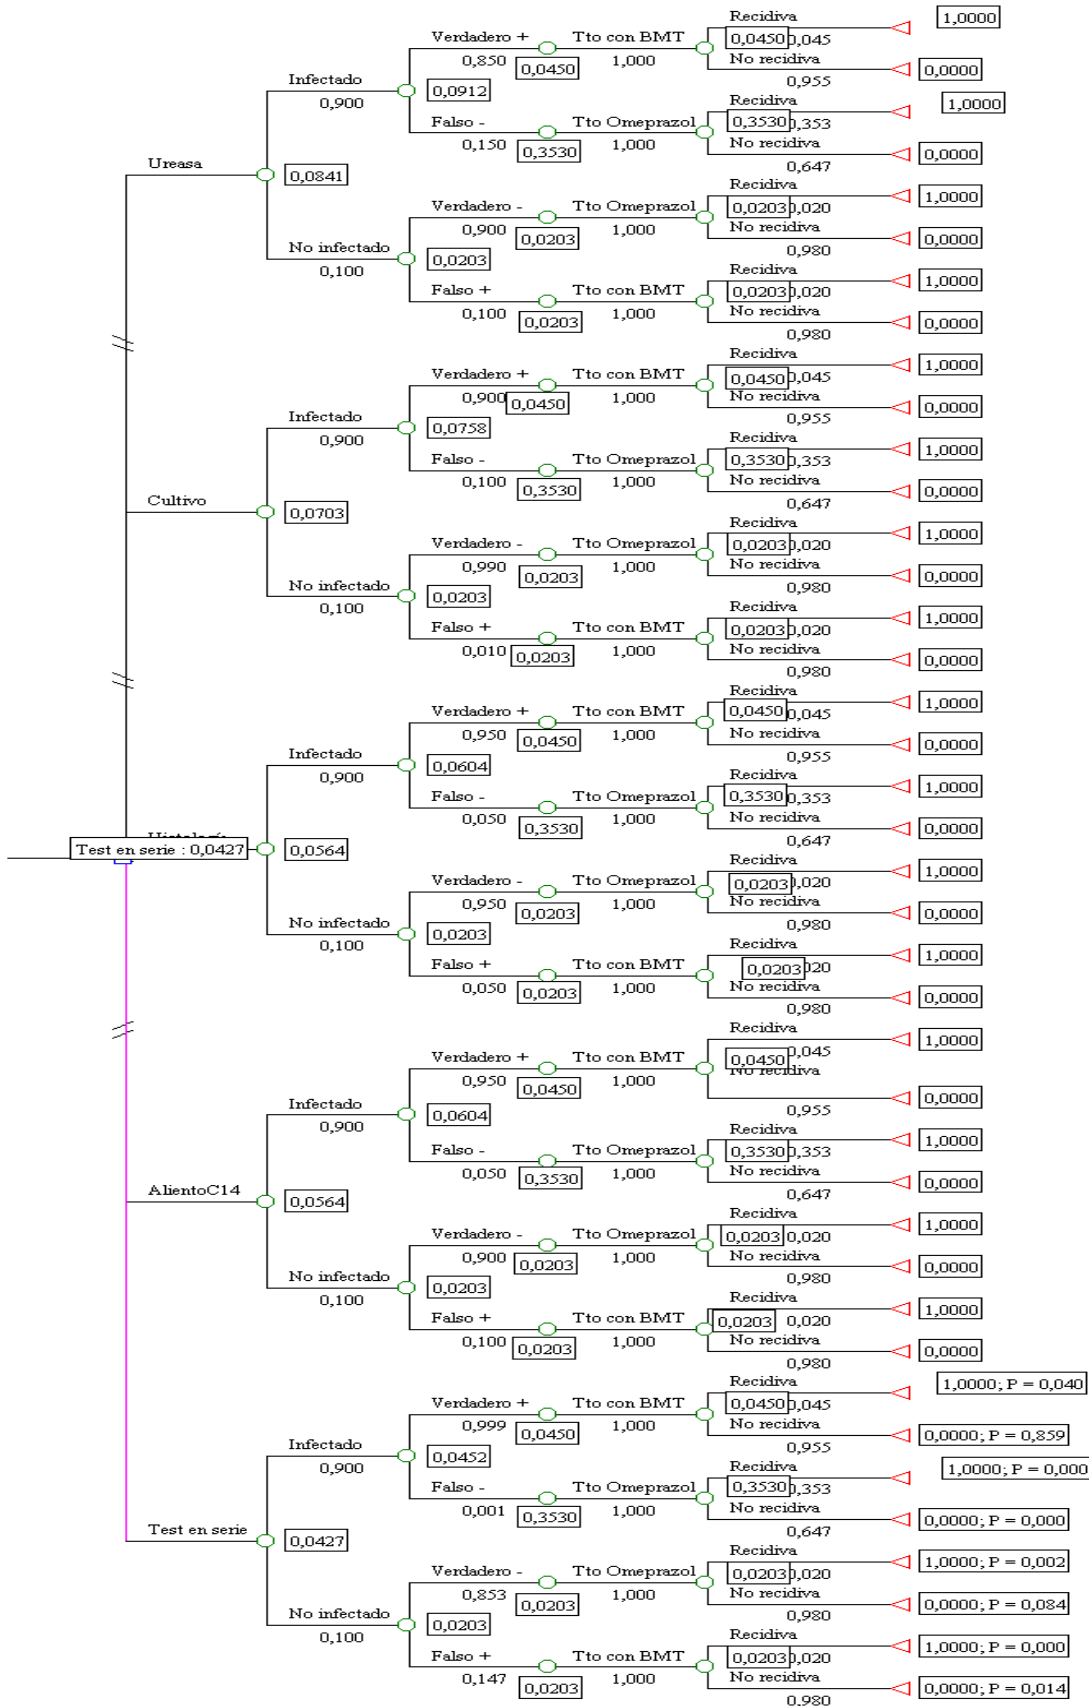 Recidiva
1,0000
Verdadero +
Tto con BMT
0,0450
0,045
0,850
0,0450
1,000
No recidiva
0,0000
Infectado
0,955
0,900
0,0912
Recidiva
1,0000
Falso -
Tto Omeprazol
0,3530
0,353
0,150
0,3530
1,000
No recidiva
0,0000
Ureasa
0,647
0,0841
Recidiva
1,0000
Verdadero -
Tto Omeprazol
0,0203
0,020
0,900
0,0203
1,000
No recidiva
0,0000
No infectado
0,980
0,100
0,0203
Recidiva
1,0000
Falso +
Tto con BMT
0,0203
0,020
0,100
0,0203
1,000
No recidiva
0,0000
0,980
Recidiva
1,0000
Verdadero +
Tto con BMT
0,0450
0,045
0,900
0,0450
1,000
No recidiva
0,0000
Infectado
0,955
0,900
0,0758
Recidiva
1,0000
Falso -
Tto Omeprazol
0,3530
0,353
0,100
0,3530
1,000
No recidiva
0,0000
Cultivo
0,647
0,0703
Recidiva
1,0000
Verdadero -
Tto Omeprazol
0,0203
0,020
0,990
0,0203
1,000
No recidiva
0,0000
No infectado
0,980
0,100
0,0203
Recidiva
1,0000
Falso +
Tto con BMT
0,0203
0,020
0,010
0,0203
1,000
No recidiva
0,0000
0,980
Recidiva
1,0000
Verdadero +
Tto con BMT
0,0450
0,045
0,950
0,0450
1,000
No recidiva
0,0000
Infectado
0,955
0,900
0,0604
Recidiva
1,0000
Falso -
Tto Omeprazol
0,3530
0,353
0,050
0,3530
1,000
No recidiva
0,0000
0,647
Test en serie : 0,0427
0,0564
Recidiva
1,0000
Verdadero -
Tto Omeprazol
0,0203
0,020
0,950
0,0203
1,000
No recidiva
0,0000
No infectado
0,980
0,100
0,0203
Recidiva
1,0000
Falso +
Tto con BMT
0,0203
020
0,050
0,0203
1,000
No recidiva
0,0000
0,980
Recidiva
1,0000
Verdadero +
Tto con BMT
0,0450
0,045
0,950
0,0450
1,000
No recidiva
0,0000
Infectado
0,955
0,900
0,0604
Recidiva
1,0000
Falso -
Tto Omeprazol
0,3530
0,353
0,050
0,3530
1,000
No recidiva
0,0000
AlientoC14
0,647
0,0564
Recidiva
1,0000
Verdadero -
Tto Omeprazol
0,0203
0,020
0,900
0,0203
1,000
No recidiva
0,0000
No infectado
0,980
0,100
0,0203
Recidiva
1,0000
Falso +
Tto con BMT
0,0203
0,020
0,100
0,0203
1,000
No recidiva
0,0000
0,980
Recidiva
1,0000; P = 0,040
Verdadero +
Tto con BMT
0,0450
0,045
0,999
0,0450
1,000
No recidiva
0,0000; P = 0,859
Infectado
0,955
0,900
0,0452
Recidiva
1,0000; P = 0,000
Falso -
Tto Omeprazol
0,3530
0,353
0,001
0,3530
1,000
No recidiva
0,0000; P = 0,000
Test en serie
0,647
0,0427
Recidiva
1,0000; P = 0,002
Verdadero -
Tto Omeprazol
0,0203
0,020
0,853
0,0203
1,000
No recidiva
0,0000; P = 0,084
No infectado
0,980
0,100
0,0203
Recidiva
1,0000; P = 0,000
Falso +
Tto con BMT
0,0203
0,020
0,147
0,0203
1,000
No recidiva
0,0000; P = 0,014
0,980